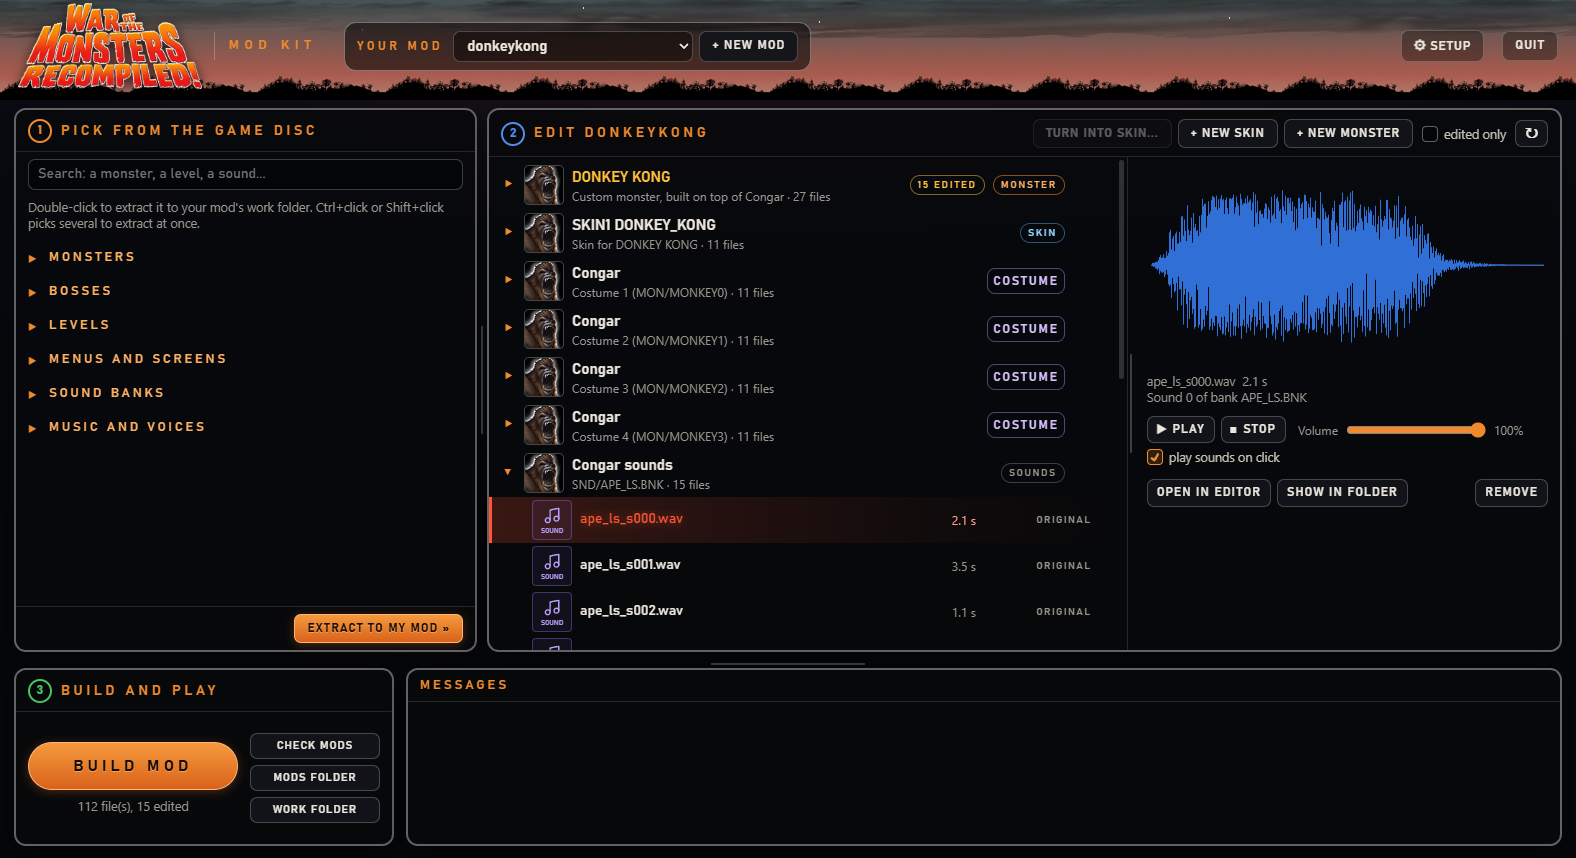 WAR OF THE MONSTERS RECOMPILED!
MOD KIT
YOUR MOD
donkeykong
+ NEW MOD
SETUP
QUIT
1 PICK FROM THE GAME DISC
Search: a monster, a level, a sound...
Double-click to extract it to your mod's work folder. Ctrl+click or Shift+click
picks several to extract at once.
MONSTERS
BOSSES
LEVELS
MENUS AND SCREENS
SOUND BANKS
MUSIC AND VOICES
EXTRACT TO MY MOD »
2 EDIT DONKEYKONG
TURN INTO SKIN...
+ NEW SKIN
+ NEW MONSTER
edited only
DONKEY KONG
Custom monster, built on top of Congar · 27 files
15 EDITED
MONSTER
SKIN1 DONKEY_KONG
Skin for DONKEY KONG · 11 files
SKIN
Congar
Costume 1 (MON/MONKEY0) · 11 files
COSTUME
Congar
Costume 2 (MON/MONKEY1) · 11 files
COSTUME
Congar
Costume 3 (MON/MONKEY2) · 11 files
COSTUME
Congar
Costume 4 (MON/MONKEY3) · 11 files
COSTUME
Congar sounds
SND/APE_LS.BNK · 15 files
SOUNDS
SOUND
ape_ls_s000.wav
2.1 s
ORIGINAL
SOUND
ape_ls_s001.wav
3.5 s
ORIGINAL
SOUND
ape_ls_s002.wav
1.1 s
ORIGINAL
ape_ls_s000.wav 2.1 s
Sound 0 of bank APE_LS.BNK
PLAY
STOP
Volume
100%
play sounds on click
OPEN IN EDITOR
SHOW IN FOLDER
REMOVE
3 BUILD AND PLAY
BUILD MOD
112 file(s), 15 edited
CHECK MODS
MODS FOLDER
WORK FOLDER
MESSAGES